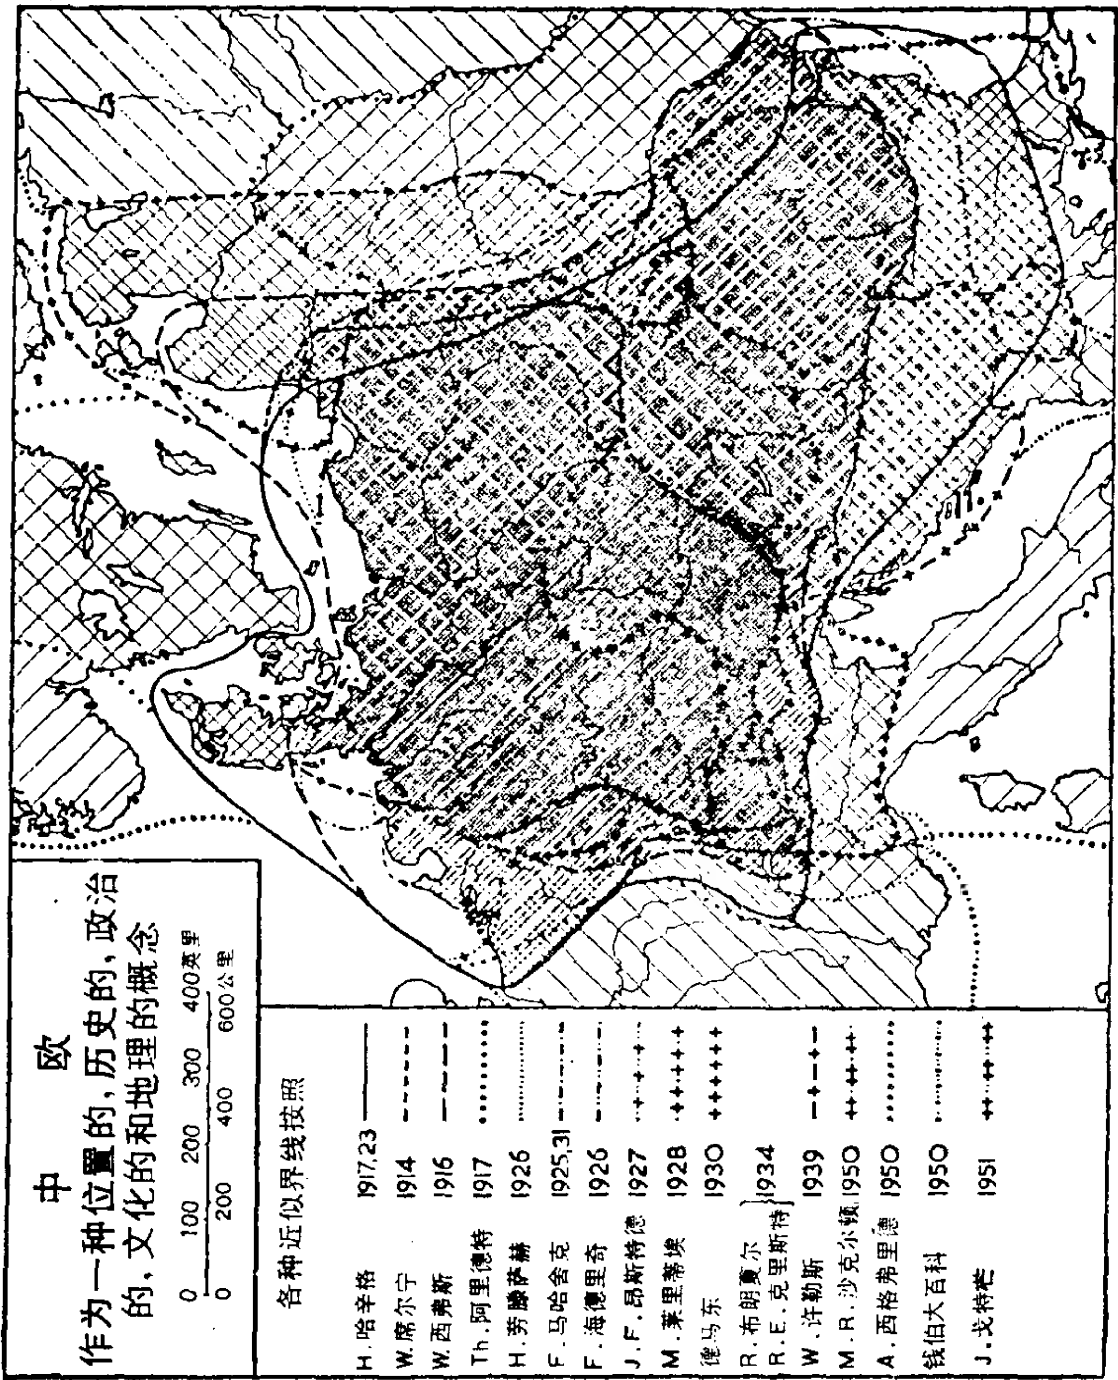 中 欧
作为一种位置的,历史的,政治
的,文化的和地理的概念
0 100 200 300 400英里
0 200 400 600公里
各种近似界线按照
H.哈辛格 1917,23
W.席尔宁 1914
W.西弗斯 1916
Th.阿里德特 1917
H.劳滕萨赫 1926
F.马哈舍克 1925,31
F.海德里奇 1926
J.F.昂斯特德 1927
M.莱里蒂埃 1928
德马东 1930
R.布朗夏尔
R.E.克里斯特}1934
W.许勒斯 1939
M.R.沙克尔顿 1950
A.西格弗里德 1950
钱伯大百科 1950
J.戈特芒 1951